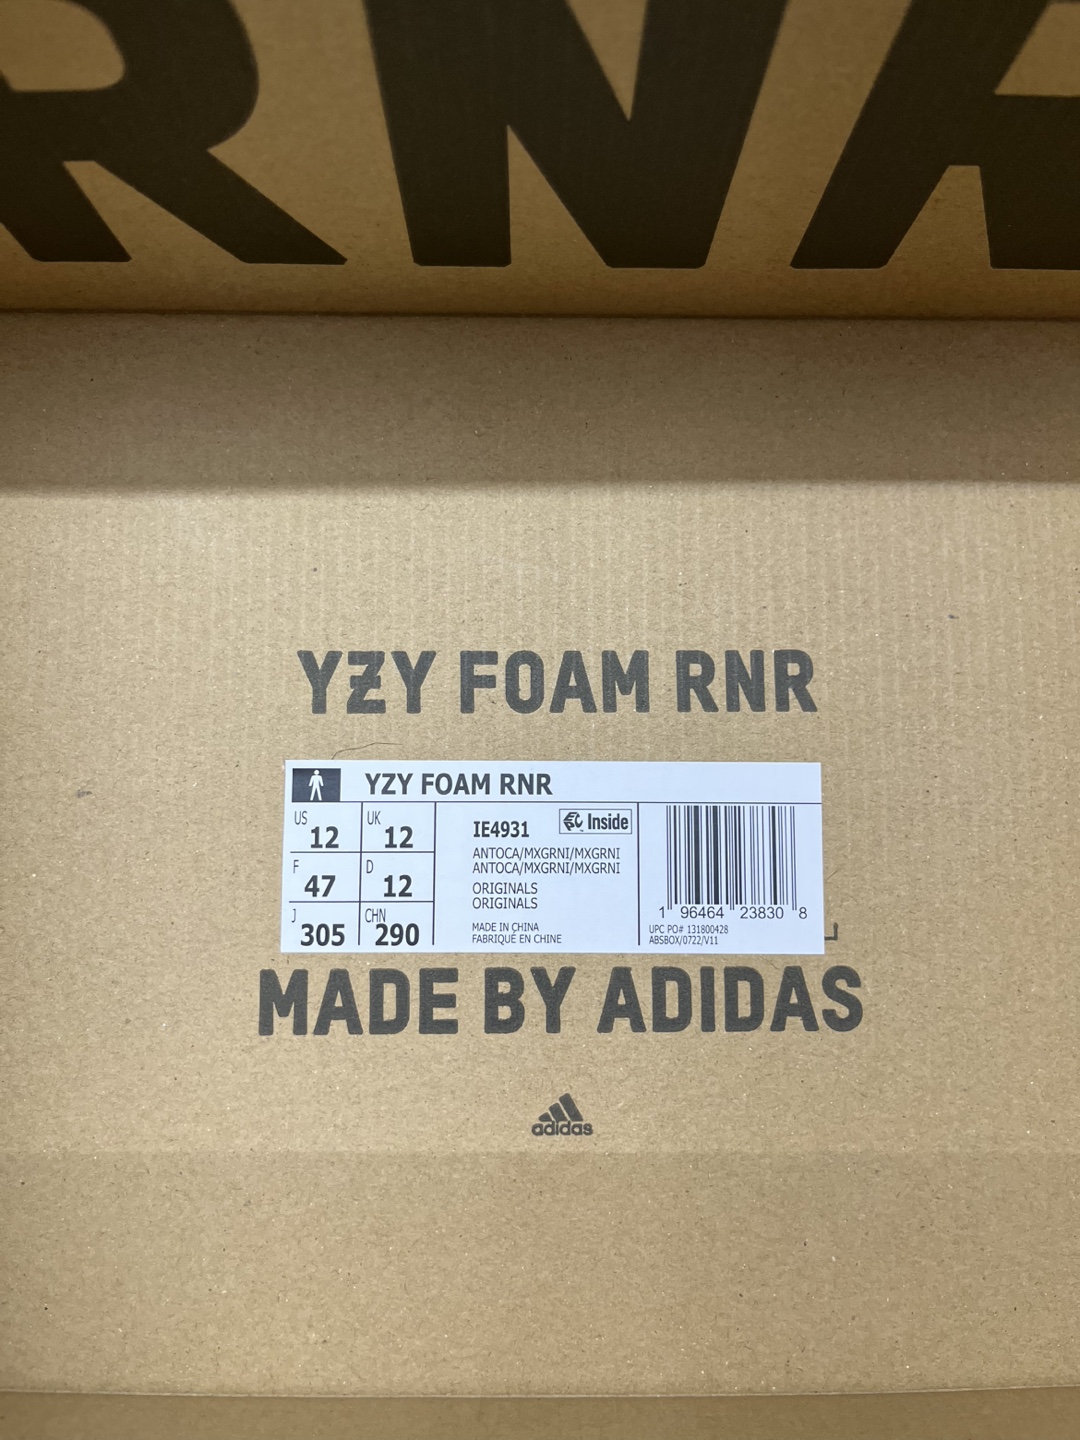 RNR
YZY FOAM RNR
YZY FOAM RNR
US 12 UK 12
F 47 D 12
J 305 CHN 290
IE4931 Inside
ANTOCA/MXGRNI/MXGRNI
ANTOCA/MXGRNI/MXGRNI
ORIGINALS
ORIGINALS
MADE IN CHINA
FABRIQUÉ EN CHINE
1 96464 23830 8
UPC PO# 131800428
ABSBOX/0722/V11
MADE BY ADIDAS
adidas